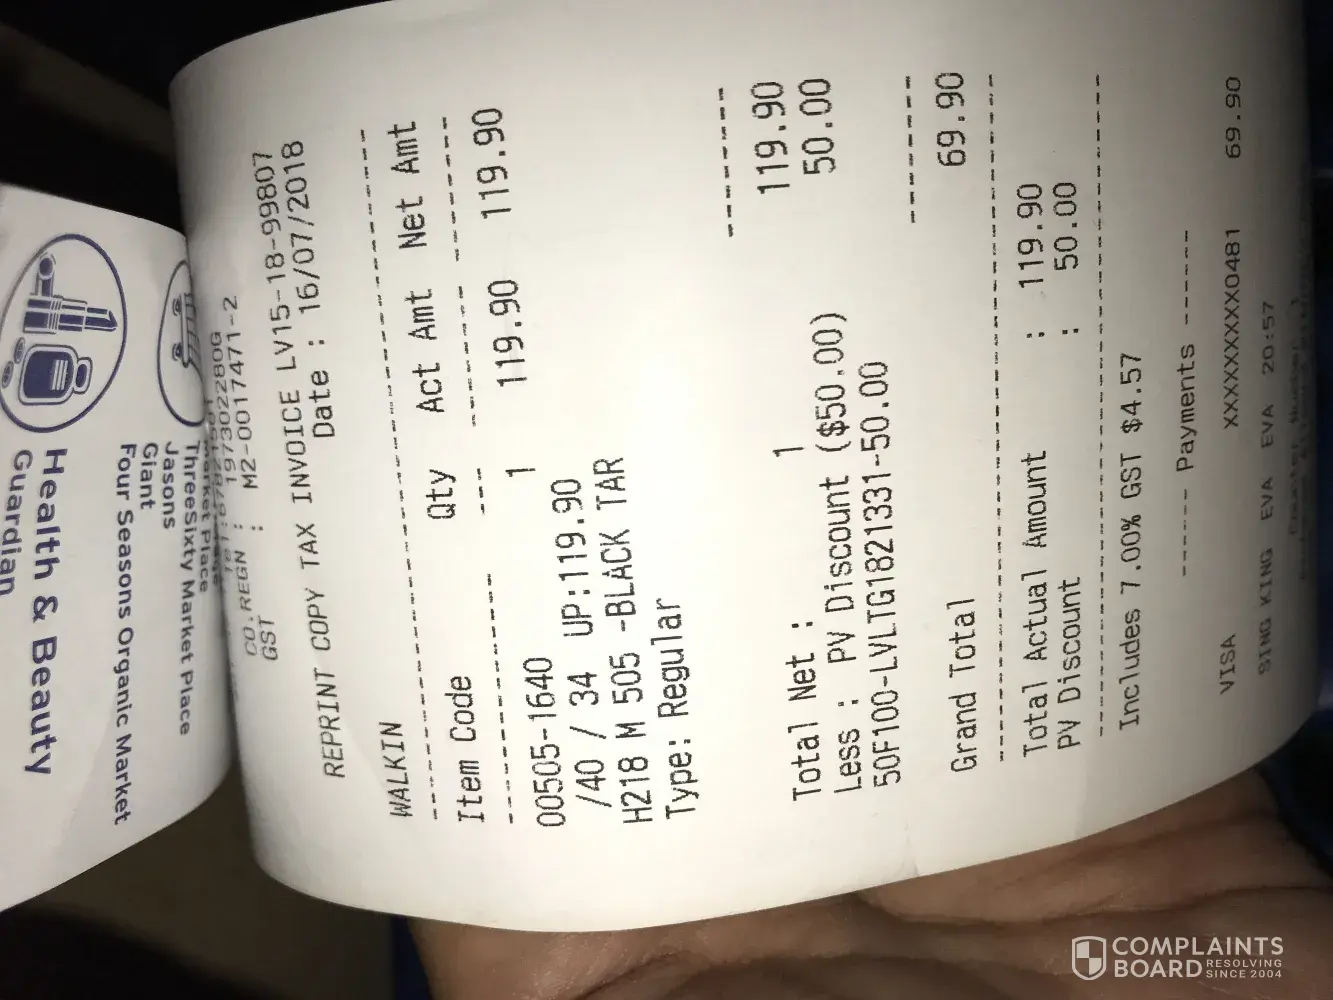 Health & Beauty
Guardian
Four Seasons Organic Market
Giant
Jasons
ThreeSixty Market Place
Market Place
CO.REGN : 197302280G
GST : M2-0017471-2
REPRINT COPY TAX INVOICE LV15-18-99807
Date : 16/07/2018
WALKIN
Item Code Qty Act Amt Net Amt
00505-1640 1 119.90 119.90
/40 / 34 UP:119.90
H218 M 505 -BLACK TAR
Type: Regular
Total Net : 1 119.90
Less : PV Discount ($50.00) 50.00
50F100-LVLTG1821331-50.00
Grand Total 69.90
Total Actual Amount : 119.90
PV Discount : 50.00
Includes 7.00% GST $4.57
------ Payments ------
VISA XXXXXXXXXXXX0481 69.90
SING KING EVA EVA 20:57
COMPLAINTS
BOARD RESOLVING
SINCE 2004